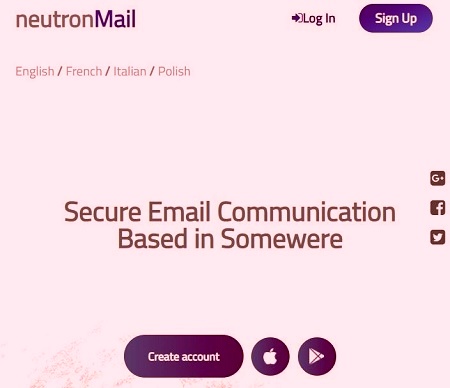 neutronMail
Log In
Sign Up
English / French / Italian / Polish
Secure Email Communication
Based in Somewere
Create account